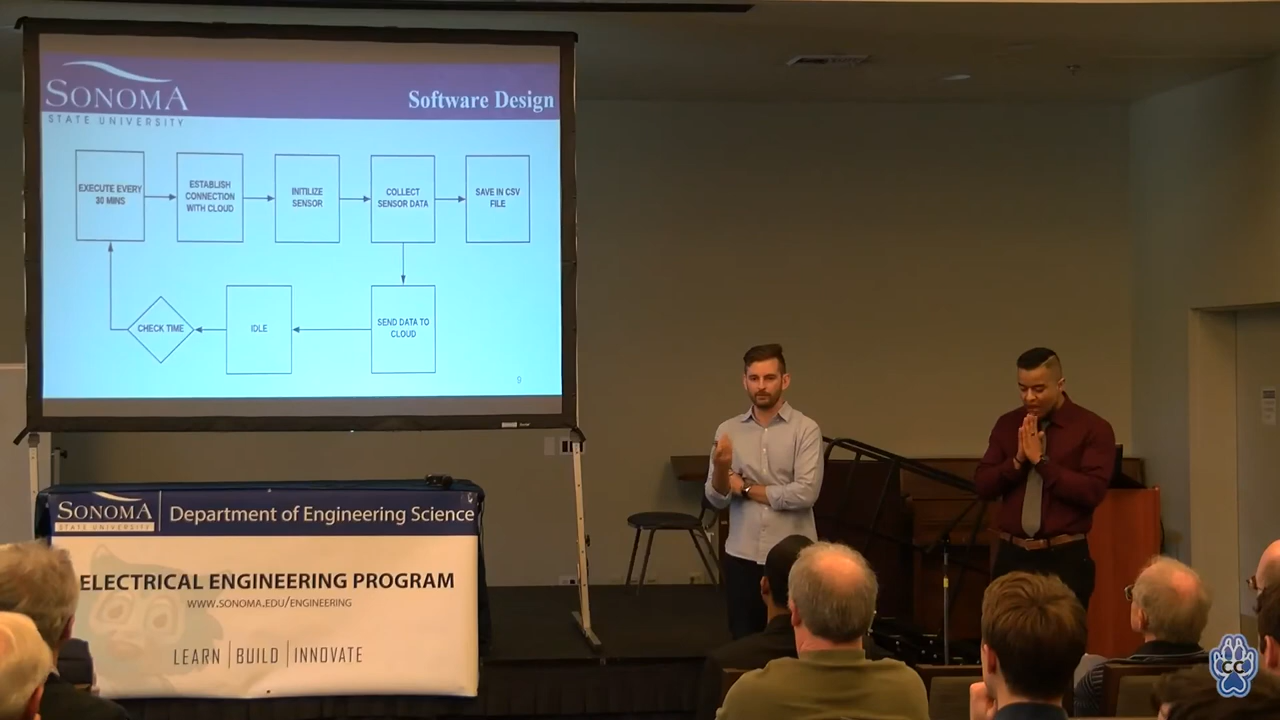 SONOMA
STATE UNIVERSITY
Software Design
EXECUTE EVERY
30 MINS
ESTABLISH
CONNECTION
WITH CLOUD
INITILIZE
SENSOR
COLLECT
SENSOR DATA
SAVE IN CSV
FILE
CHECK TIME
IDLE
SEND DATA TO
CLOUD
9
SONOMA
STATE UNIVERSITY
Department of Engineering Science
ELECTRICAL ENGINEERING PROGRAM
WWW.SONOMA.EDU/ENGINEERING
LEARN BUILD INNOVATE
CC